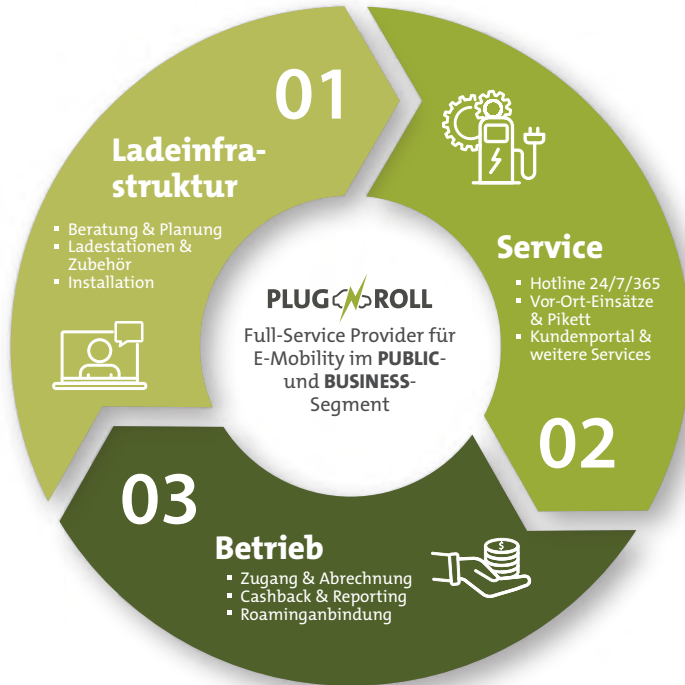 01
Ladeinfra-
struktur
▪ Beratung & Planung
▪ Ladestationen &
Zubehör
▪ Installation
Service
▪ Hotline 24/7/365
▪ Vor-Ort-Einsätze
& Pikett
▪ Kundenportal &
weitere Services
02
PLUG N ROLL
Full-Service Provider für
E-Mobility im PUBLIC-
und BUSINESS-
Segment
03
Betrieb
▪ Zugang & Abrechnung
▪ Cashback & Reporting
▪ Roaminganbindung
$